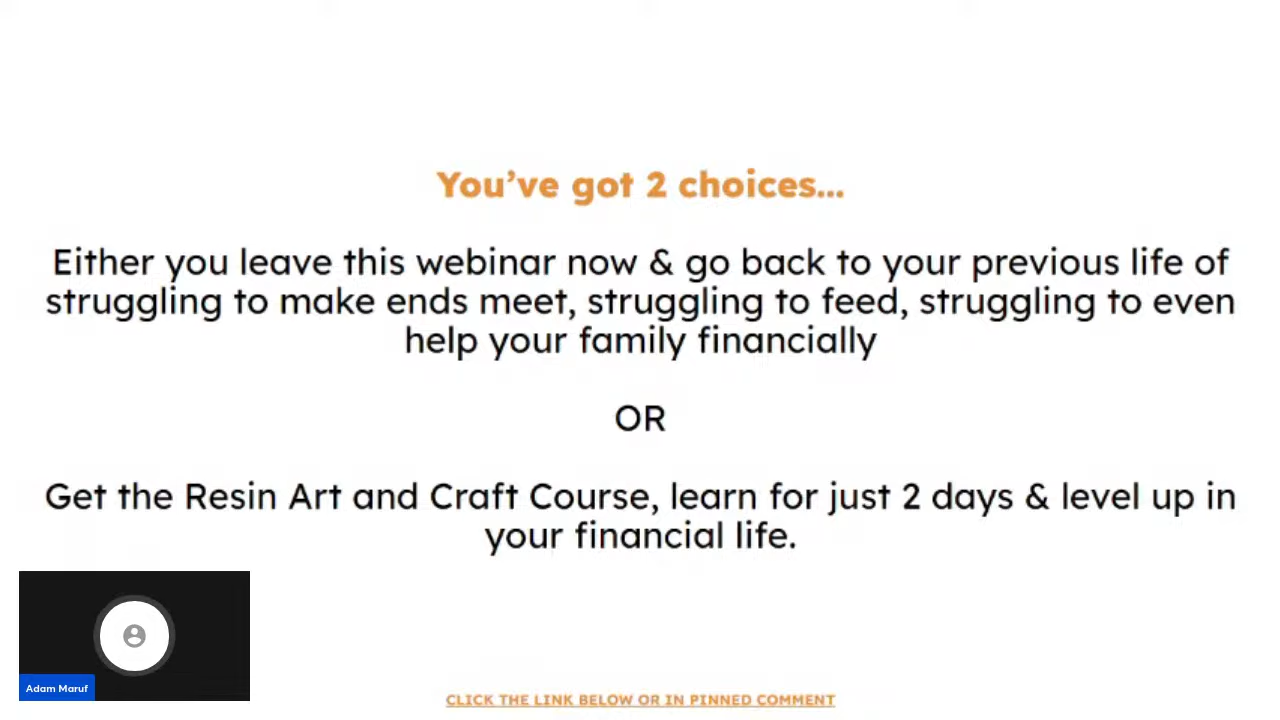 You’ve got 2 choices...
Either you leave this webinar now & go back to your previous life of
struggling to make ends meet, struggling to feed, struggling to even
help your family financially
OR
Get the Resin Art and Craft Course, learn for just 2 days & level up in
your financial life.
Adam Maruf
CLICK THE LINK BELOW OR IN PINNED COMMENT